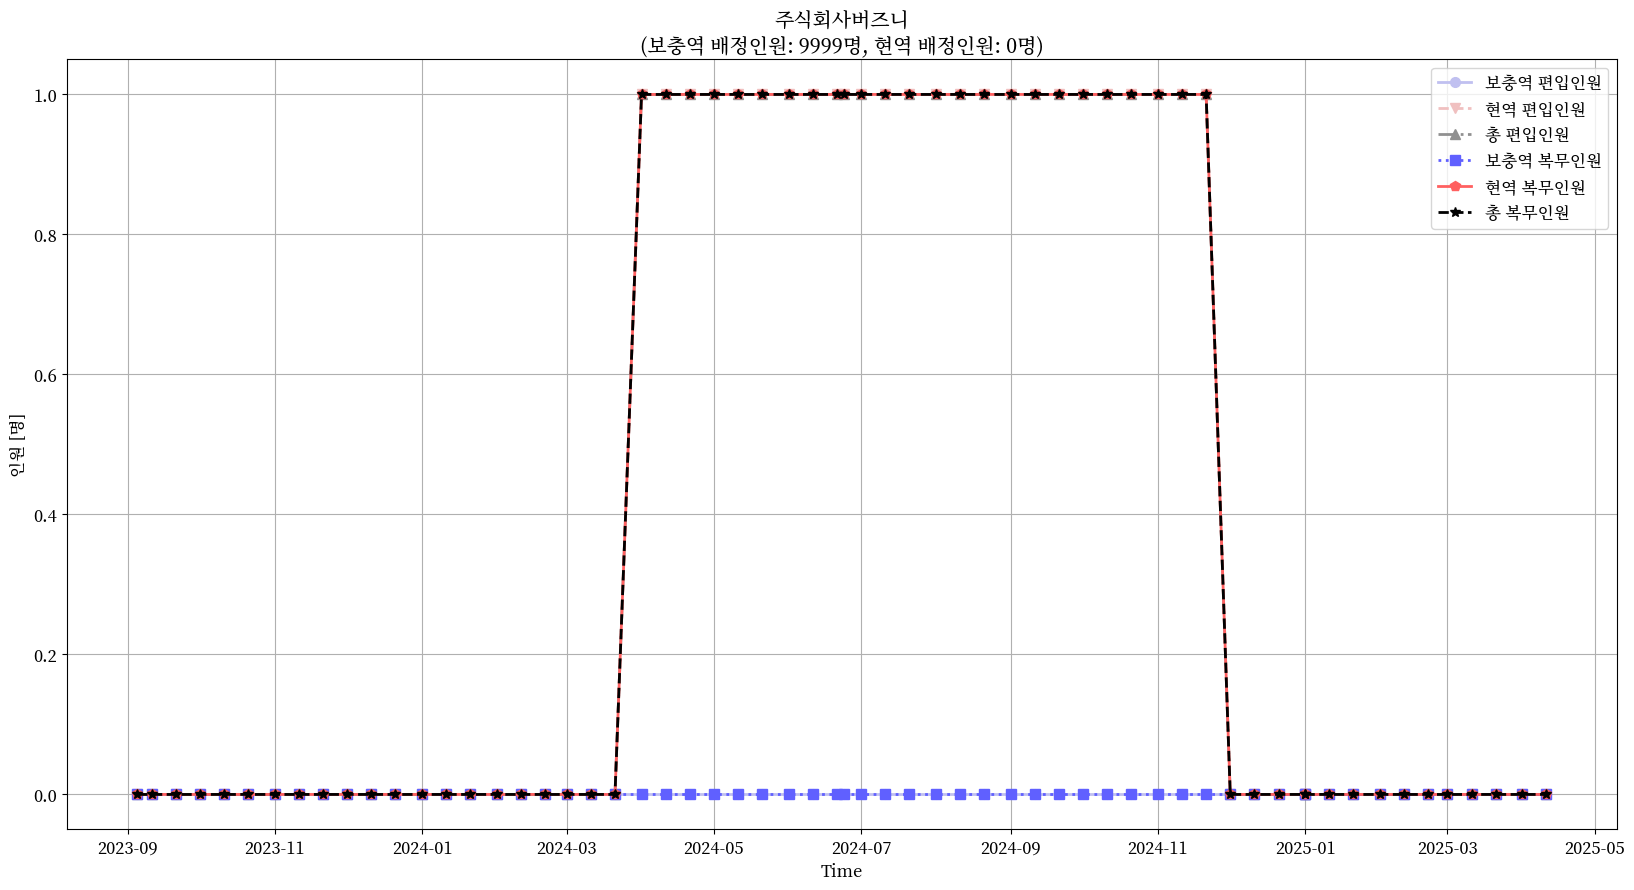 주식회사버즈니
(보충역 배정인원: 9999명, 현역 배정인원: 0명)
보충역 편입인원
현역 편입인원
총 편입인원
보충역 복무인원
현역 복무인원
총 복무인원
인원 [명]
1.0
0.8
0.6
0.4
0.2
0.0
2023-09
2023-11
2024-01
2024-03
2024-05
2024-07
2024-09
2024-11
2025-01
2025-03
2025-05
Time